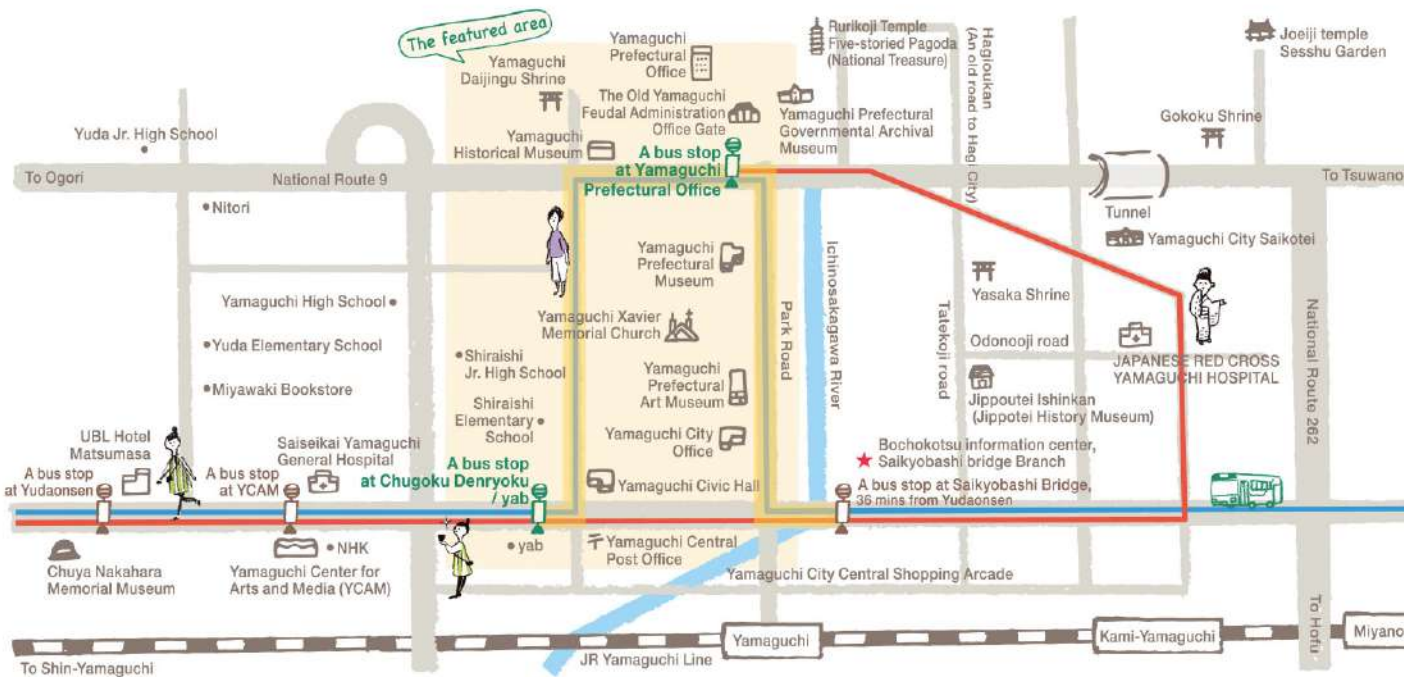 The featured area
Yamaguchi
Daijingu Shrine
Yamaguchi
Prefectural
Office
Rurikoji Temple
Five-storied Pagoda
(National Treasure)
Hagioukan
(An old road to Hagi City)
Joeiji temple
Sesshu Garden
The Old Yamaguchi
Feudal Administration
Office Gate
Yamaguchi Prefectural
Governmental Archival
Museum
Gokoku Shrine
Yuda Jr. High School
Yamaguchi
Historical Museum
A bus stop
at Yamaguchi
Prefectural Office
To Ogori
National Route 9
To Tsuwano
Nitori
Tunnel
Yamaguchi City Saikotei
Yamaguchi
Prefectural
Museum
Ichinosakagawa River
Yasaka Shrine
Yamaguchi High School
Yamaguchi Xavier
Memorial Church
Park Road
Tatekoji road
Odonooji road
National Route 262
Yuda Elementary School
Shiraishi
Jr. High School
JAPANESE RED CROSS
YAMAGUCHI HOSPITAL
Miyawaki Bookstore
Yamaguchi
Prefectural
Art Museum
Jippoutei Ishinkan
(Jippotei History Museum)
Shiraishi
Elementary
School
UBL Hotel
Matsumasa
Saiseikai Yamaguchi
General Hospital
Yamaguchi City
Office
Bochokotsu information center,
Saikyobashi bridge Branch
A bus stop
at Yudaonsen
A bus stop
at YCAM
A bus stop
at Chugoku Denryoku
/ yab
Yamaguchi Civic Hall
A bus stop at Saikyobashi Bridge,
36 mins from Yudaonsen
NHK
yab
Yamaguchi Central
Post Office
Chuya Nakahara
Memorial Museum
Yamaguchi Center for
Arts and Media (YCAM)
Yamaguchi City Central Shopping Arcade
To Hofu
Yamaguchi
Kami-Yamaguchi
Miyano
To Shin-Yamaguchi
JR Yamaguchi Line